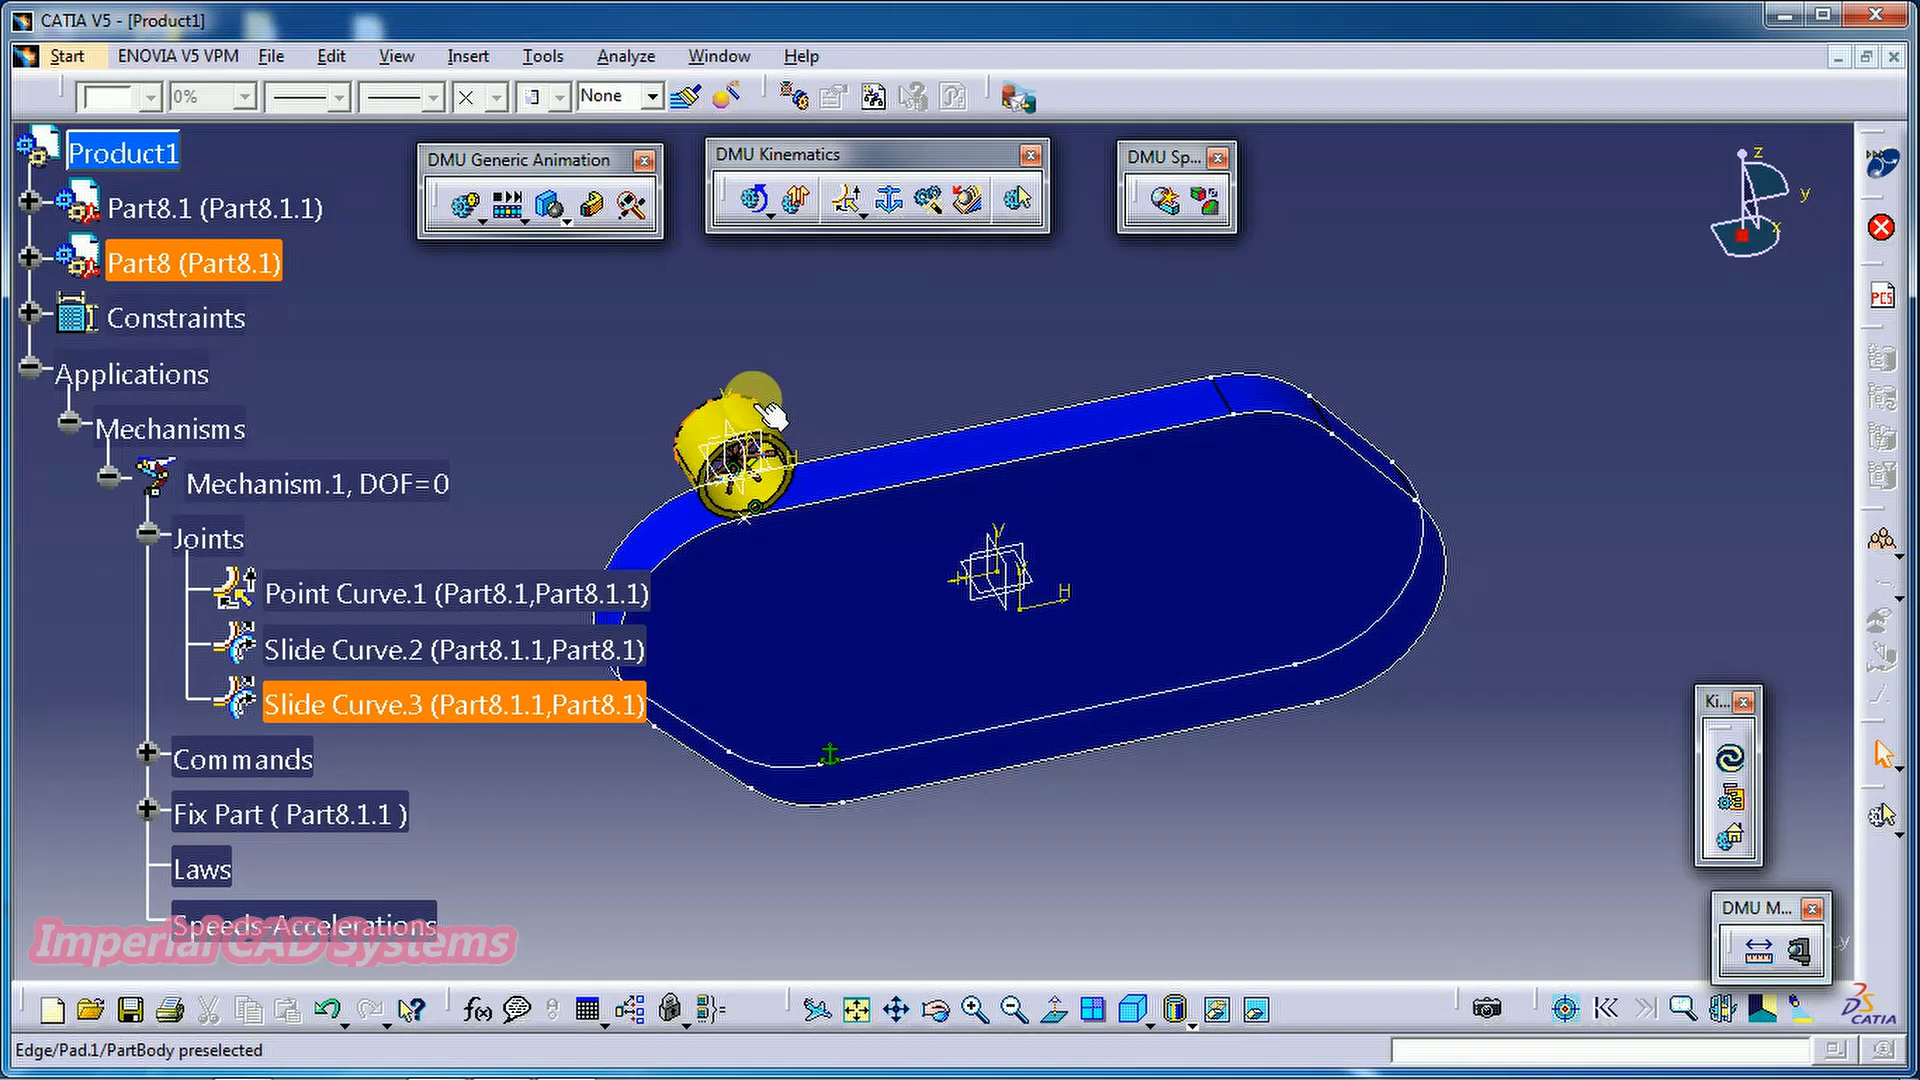 CATIA V5 - [Product1]
Start ENOVIA V5 VPM File Edit View Insert Tools Analyze Window Help
0% None
Product1
DMU Generic Animation
DMU Kinematics
DMU Sp...
Part8.1 (Part8.1.1)
Part8 (Part8.1)
Constraints
Applications
Mechanisms
Mechanism.1, DOF=0
Joints
Point Curve.1 (Part8.1,Part8.1.1)
Slide Curve.2 (Part8.1.1,Part8.1)
Slide Curve.3 (Part8.1.1,Part8.1)
Commands
Fix Part ( Part8.1.1 )
Laws
Speeds-Accelerations
Imperial CAD Systems
z
y
x
PCS
y
H
H
Ki...
DMU M...
y
f(x)
CATIA
Edge/Pad.1/PartBody preselected